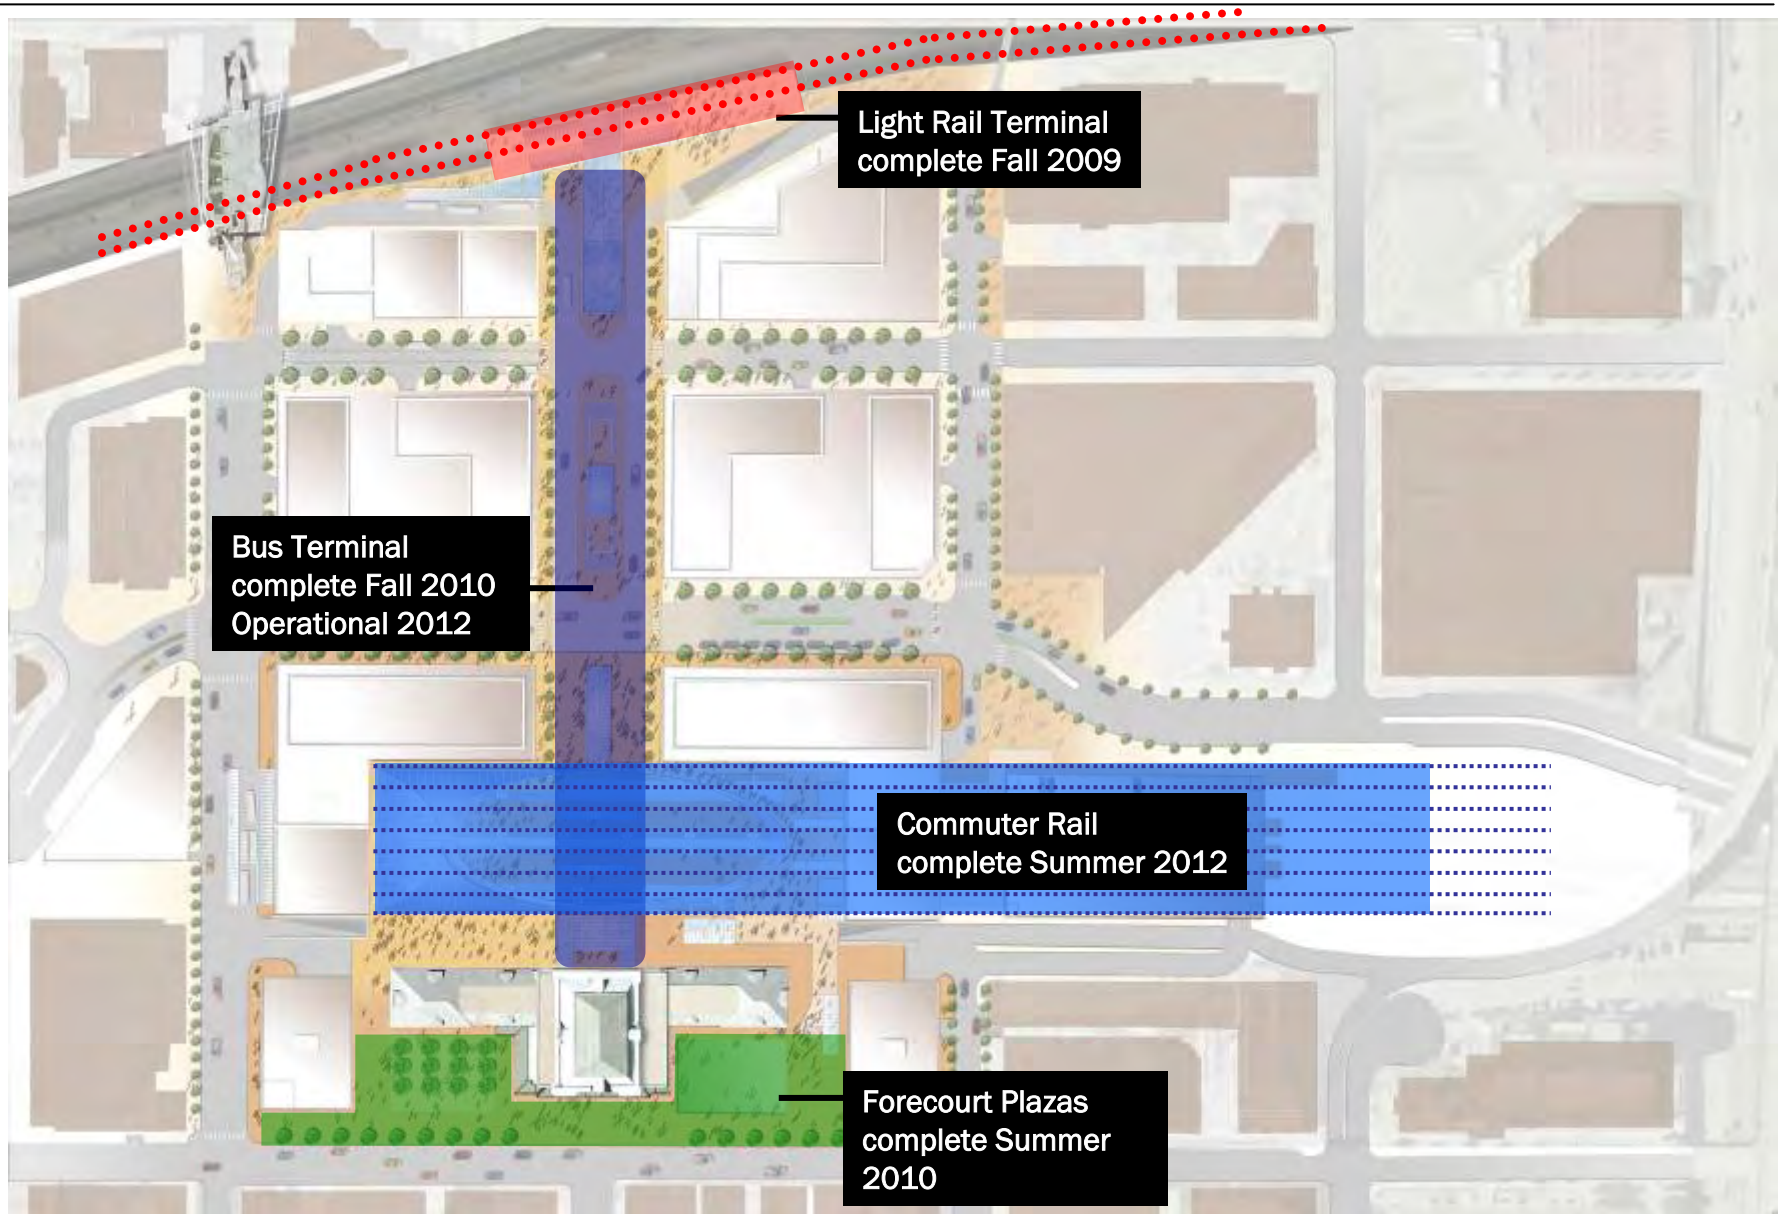 Light Rail Terminal
complete Fall 2009
Bus Terminal
complete Fall 2010
Operational 2012
Commuter Rail
complete Summer 2012
Forecourt Plazas
complete Summer
2010